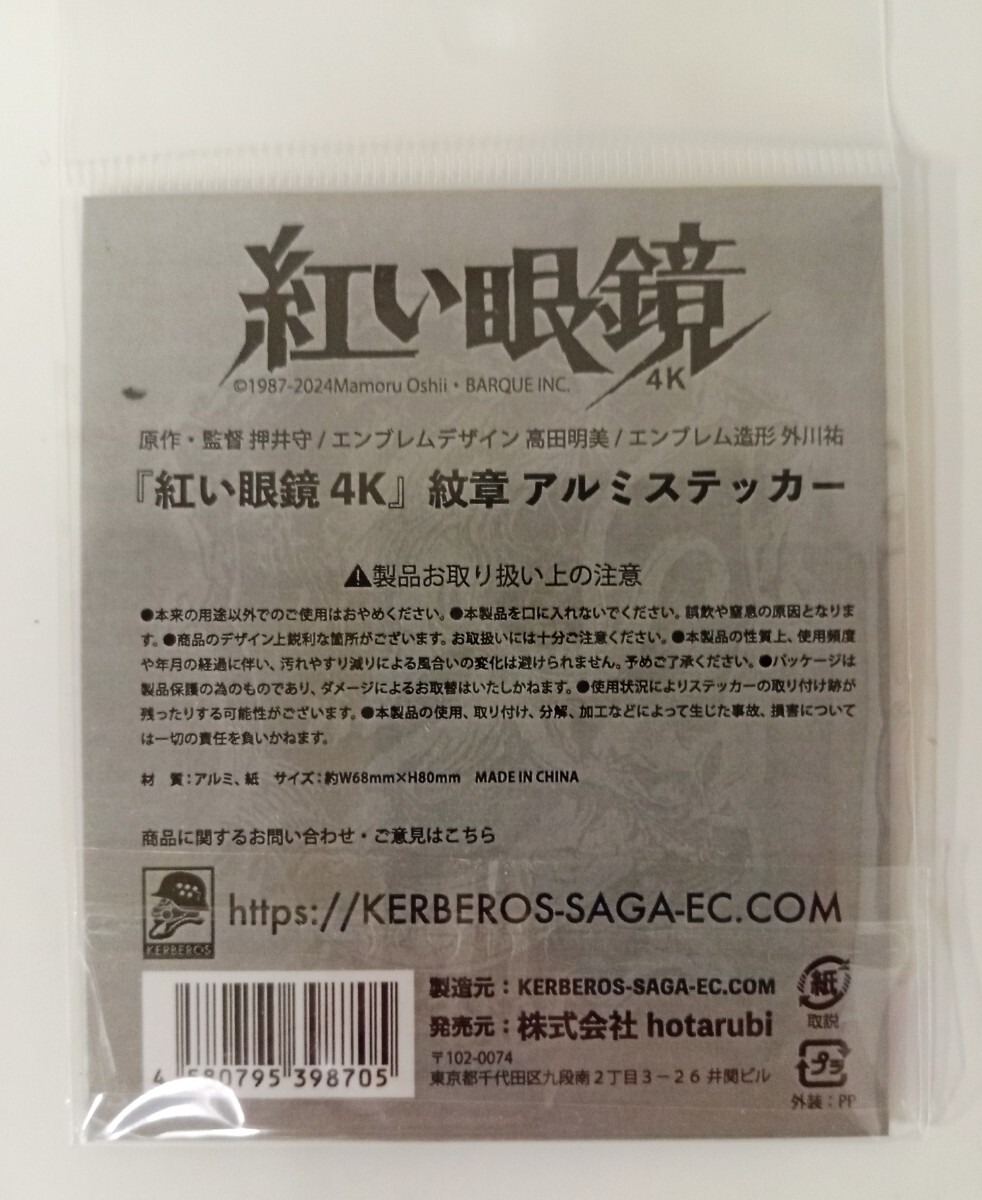 紅い眼鏡
4K
©1987-2024Mamoru Oshii・BARQUE INC.
原作・監督 押井守 / エンブレムデザイン 高田明美 / エンブレム造形 外川祐
『紅い眼鏡 4K』 紋章 アルミステッカー
⚠製品お取り扱い上の注意
●本来の用途以外でのご使用はおやめください。●本製品を口に入れないでください。誤飲や窒息の原因となりま
す。●商品のデザイン上鋭利な箇所がございます。お取扱いには十分ご注意ください。●本製品の性質上、使用頻度
や年月の経過に伴い、汚れやすり減りによる風合いの変化は避けられません。予めご了承ください。●パッケージは
製品保護の為のものであり、ダメージによるお取替はいたしかねます。●使用状況によりステッカーの取り付け跡が
残ったりする可能性がございます。●本製品の使用、取り付け、分解、加工などによって生じた事故、損害について
は一切の責任を負いかねます。
材 質：アルミ、紙 サイズ：約W68mm×H80mm MADE IN CHINA
商品に関するお問い合わせ・ご意見はこちら
KERBEROS
https://KERBEROS-SAGA-EC.COM
製造元：KERBEROS-SAGA-EC.COM
発売元：株式会社 hotarubi
〒102-0074
東京都千代田区九段南2丁目3-26 井関ビル
4 580795 398705
紙
取説
プラ
外装：PP